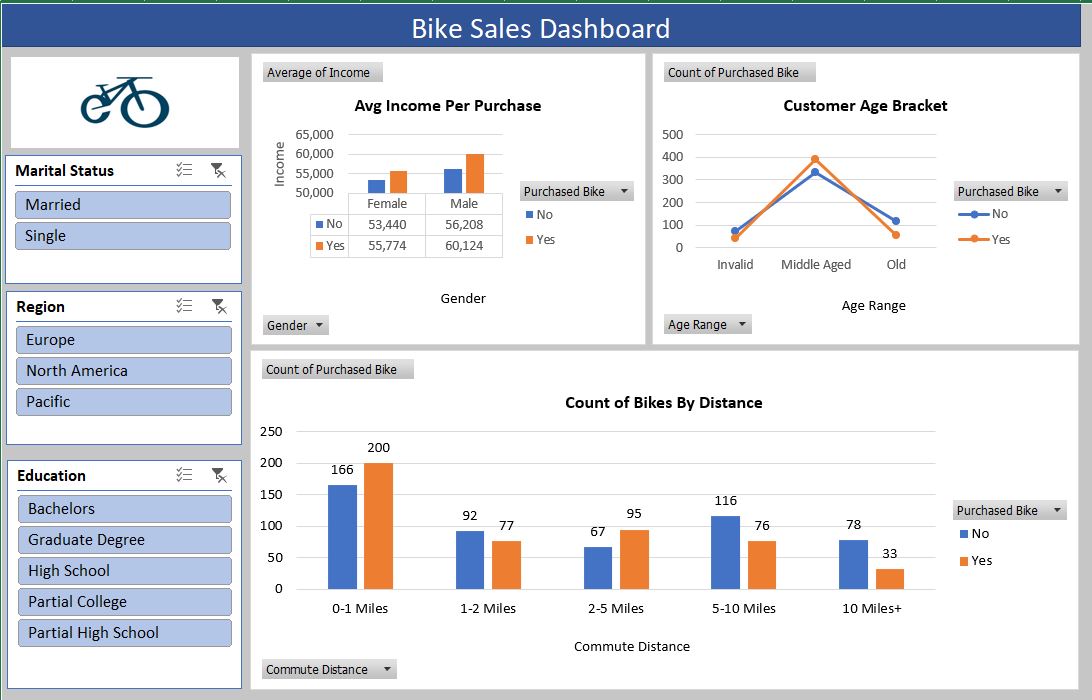 Bike Sales Dashboard
Marital Status
Married
Single
Region
Europe
North America
Pacific
Education
Bachelors
Graduate Degree
High School
Partial College
Partial High School
Average of Income
Avg Income Per Purchase
65,000
60,000
55,000
50,000
Income
Female Male
No 53,440 56,208
Yes 55,774 60,124
Gender
Purchased Bike
No
Yes
Gender
Count of Purchased Bike
Customer Age Bracket
500
400
300
200
100
0
Invalid Middle Aged Old
Age Range
Purchased Bike
No
Yes
Age Range
Count of Purchased Bike
Count of Bikes By Distance
250
200
150
100
50
0
166 200 92 77 67 95 116 76 78 33
0-1 Miles 1-2 Miles 2-5 Miles 5-10 Miles 10 Miles+
Commute Distance
Purchased Bike
No
Yes
Commute Distance